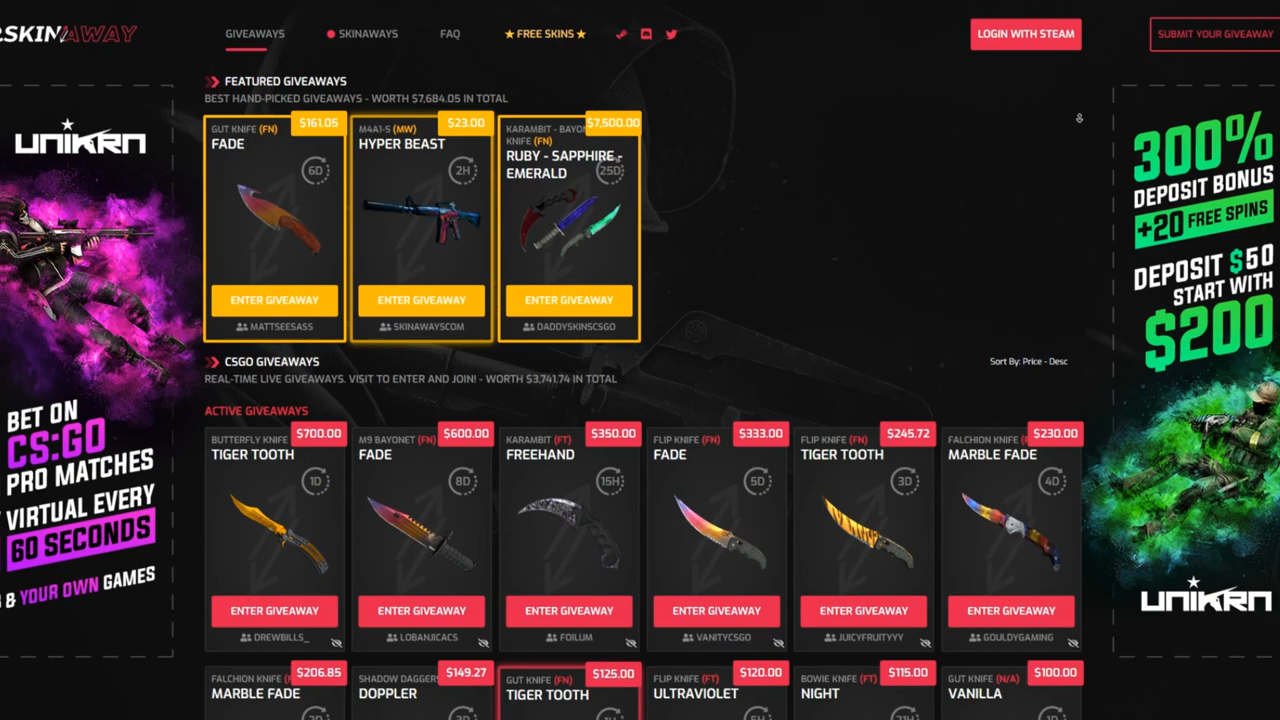 SKINAWAY
GIVEAWAYS
SKINAWAYS
FAQ
★ FREE SKINS ★
LOGIN WITH STEAM
SUBMIT YOUR GIVEAWAY
FEATURED GIVEAWAYS
BEST HAND-PICKED GIVEAWAYS - WORTH $7,684.05 IN TOTAL
GUT KNIFE (FN)
$161.05
FADE
6D
ENTER GIVEAWAY
MATTSEESASS
M4A1-S (MW)
$23.00
HYPER BEAST
2H
ENTER GIVEAWAY
SKINAWAYSCOM
KARAMBIT - BAYON
$7,500.00
KNIFE (FN)
RUBY - SAPPHIRE -
EMERALD
25D
ENTER GIVEAWAY
DADDYSKINSCSGO
CSGO GIVEAWAYS
Sort By: Price - Desc
REAL-TIME LIVE GIVEAWAYS. VISIT TO ENTER AND JOIN! - WORTH $3,741.74 IN TOTAL
ACTIVE GIVEAWAYS
BUTTERFLY KNIFE
$700.00
TIGER TOOTH
1D
ENTER GIVEAWAY
DREWBILLS_
M9 BAYONET (FN)
$600.00
FADE
8D
ENTER GIVEAWAY
LOBANJICACS
KARAMBIT (FT)
$350.00
FREEHAND
15H
ENTER GIVEAWAY
FOILUM
FLIP KNIFE (FN)
$333.00
FADE
5D
ENTER GIVEAWAY
VANITYCSGO
FLIP KNIFE (FN)
$245.72
TIGER TOOTH
3D
ENTER GIVEAWAY
JUICYFRUITYYY
FALCHION KNIFE
$230.00
MARBLE FADE
4D
ENTER GIVEAWAY
GOULDYGAMING
FALCHION KNIFE
$206.85
MARBLE FADE
SHADOW DAGGERS
$149.27
DOPPLER
GUT KNIFE (FN)
$125.00
TIGER TOOTH
FLIP KNIFE (FT)
$120.00
ULTRAVIOLET
BOWIE KNIFE (FT)
$115.00
NIGHT
GUT KNIFE (N/A)
$100.00
VANILLA
UNIKRN
BET ON
CS:GO
PRO MATCHES
VIRTUAL EVERY
60 SECONDS
& YOUR OWN GAMES
300%
DEPOSIT BONUS
+20 FREE SPINS
DEPOSIT $50
START WITH
$200
UNIKRN